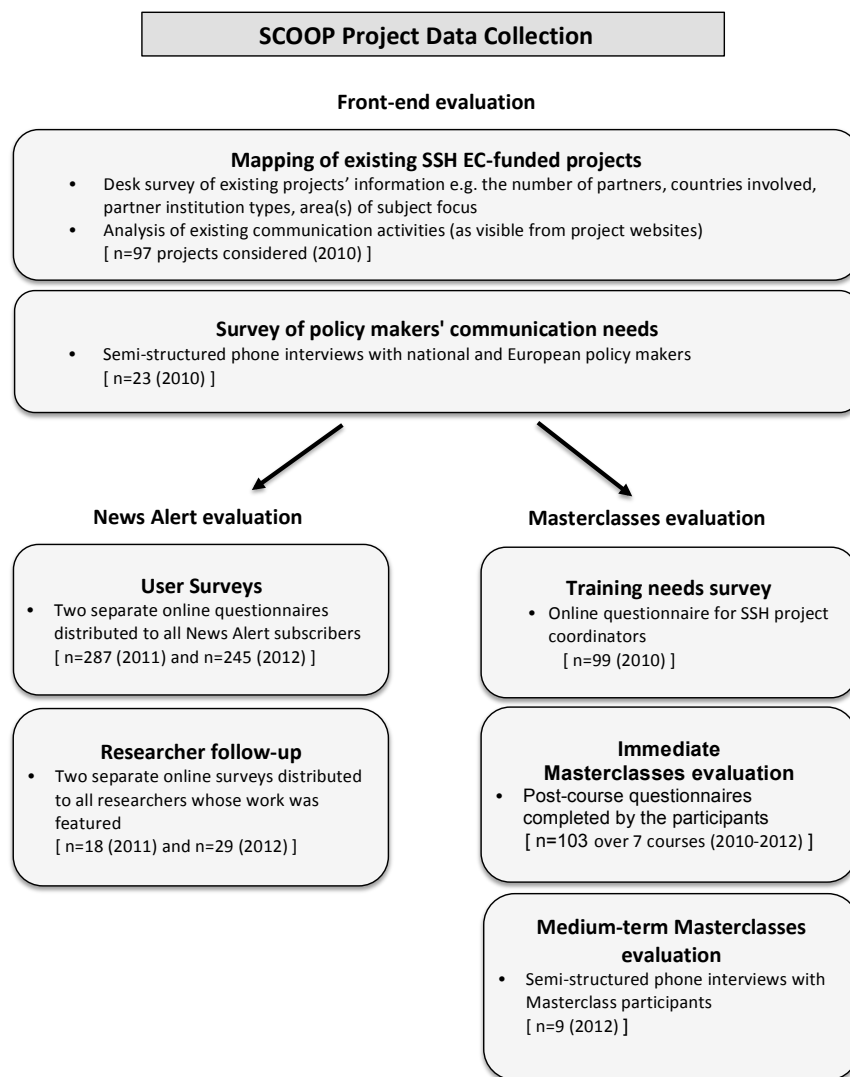 SCOOP Project Data Collection
Front-end evaluation
Mapping of existing SSH EC-funded projects
• Desk survey of existing projects' information e.g. the number of partners, countries involved,
partner institution types, area(s) of subject focus
• Analysis of existing communication activities (as visible from project websites)
[ n=97 projects considered (2010) ]
Survey of policy makers' communication needs
• Semi-structured phone interviews with national and European policy makers
[ n=23 (2010) ]
News Alert evaluation
User Surveys
• Two separate online questionnaires
distributed to all News Alert subscribers
[ n=287 (2011) and n=245 (2012) ]
Researcher follow-up
• Two separate online surveys distributed
to all researchers whose work was
featured
[ n=18 (2011) and n=29 (2012) ]
Masterclasses evaluation
Training needs survey
• Online questionnaire for SSH project
coordinators
[ n=99 (2010) ]
Immediate
Masterclasses evaluation
• Post-course questionnaires
completed by the participants
[ n=103 over 7 courses (2010-2012) ]
Medium-term Masterclasses
evaluation
• Semi-structured phone interviews with
Masterclass participants
[ n=9 (2012) ]